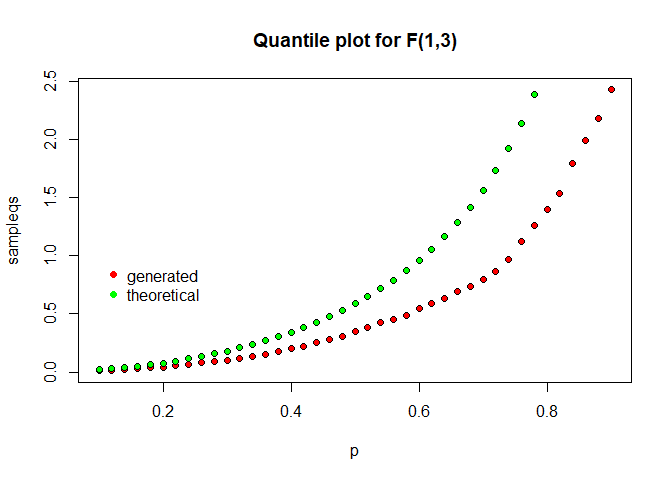 Quantile plot for F(1,3)
sampleqs
2.5
2.0
1.5
1.0
0.5
0.0
generated
theoretical
0.2 0.4 0.6 0.8
p